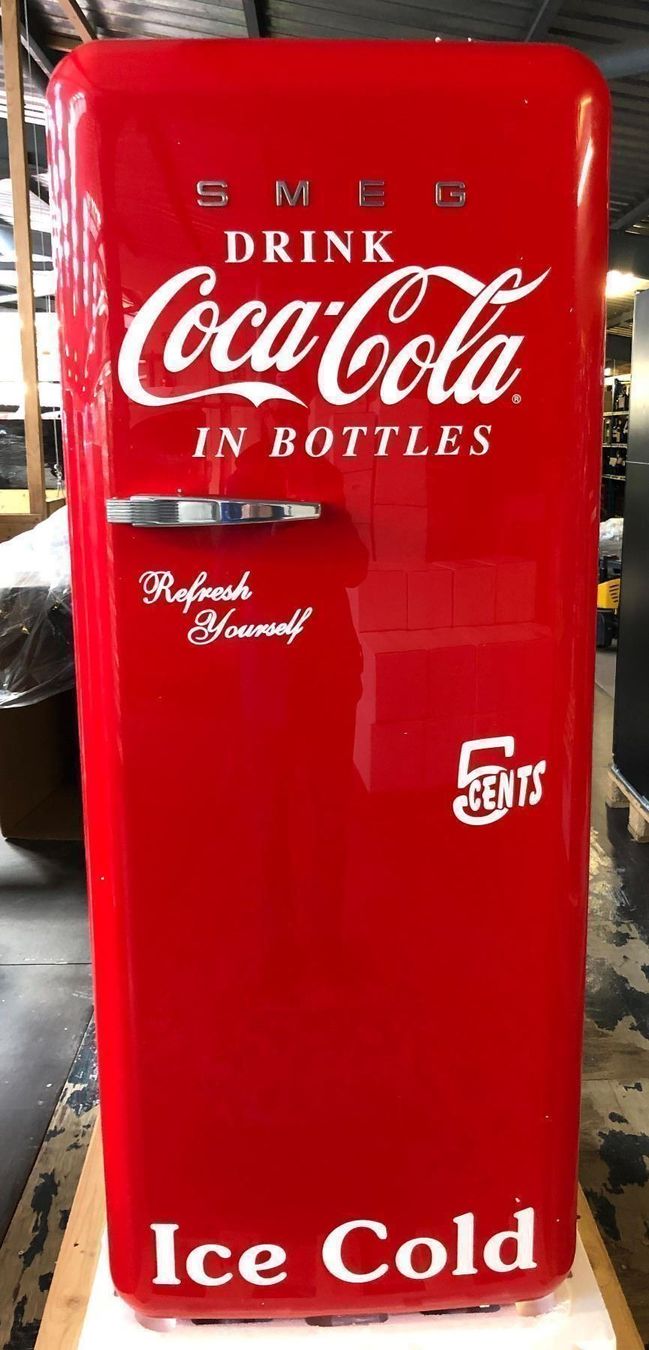 SMEG
DRINK
Coca-Cola
®
IN BOTTLES
Refresh
Yourself
5
CENTS
Ice Cold